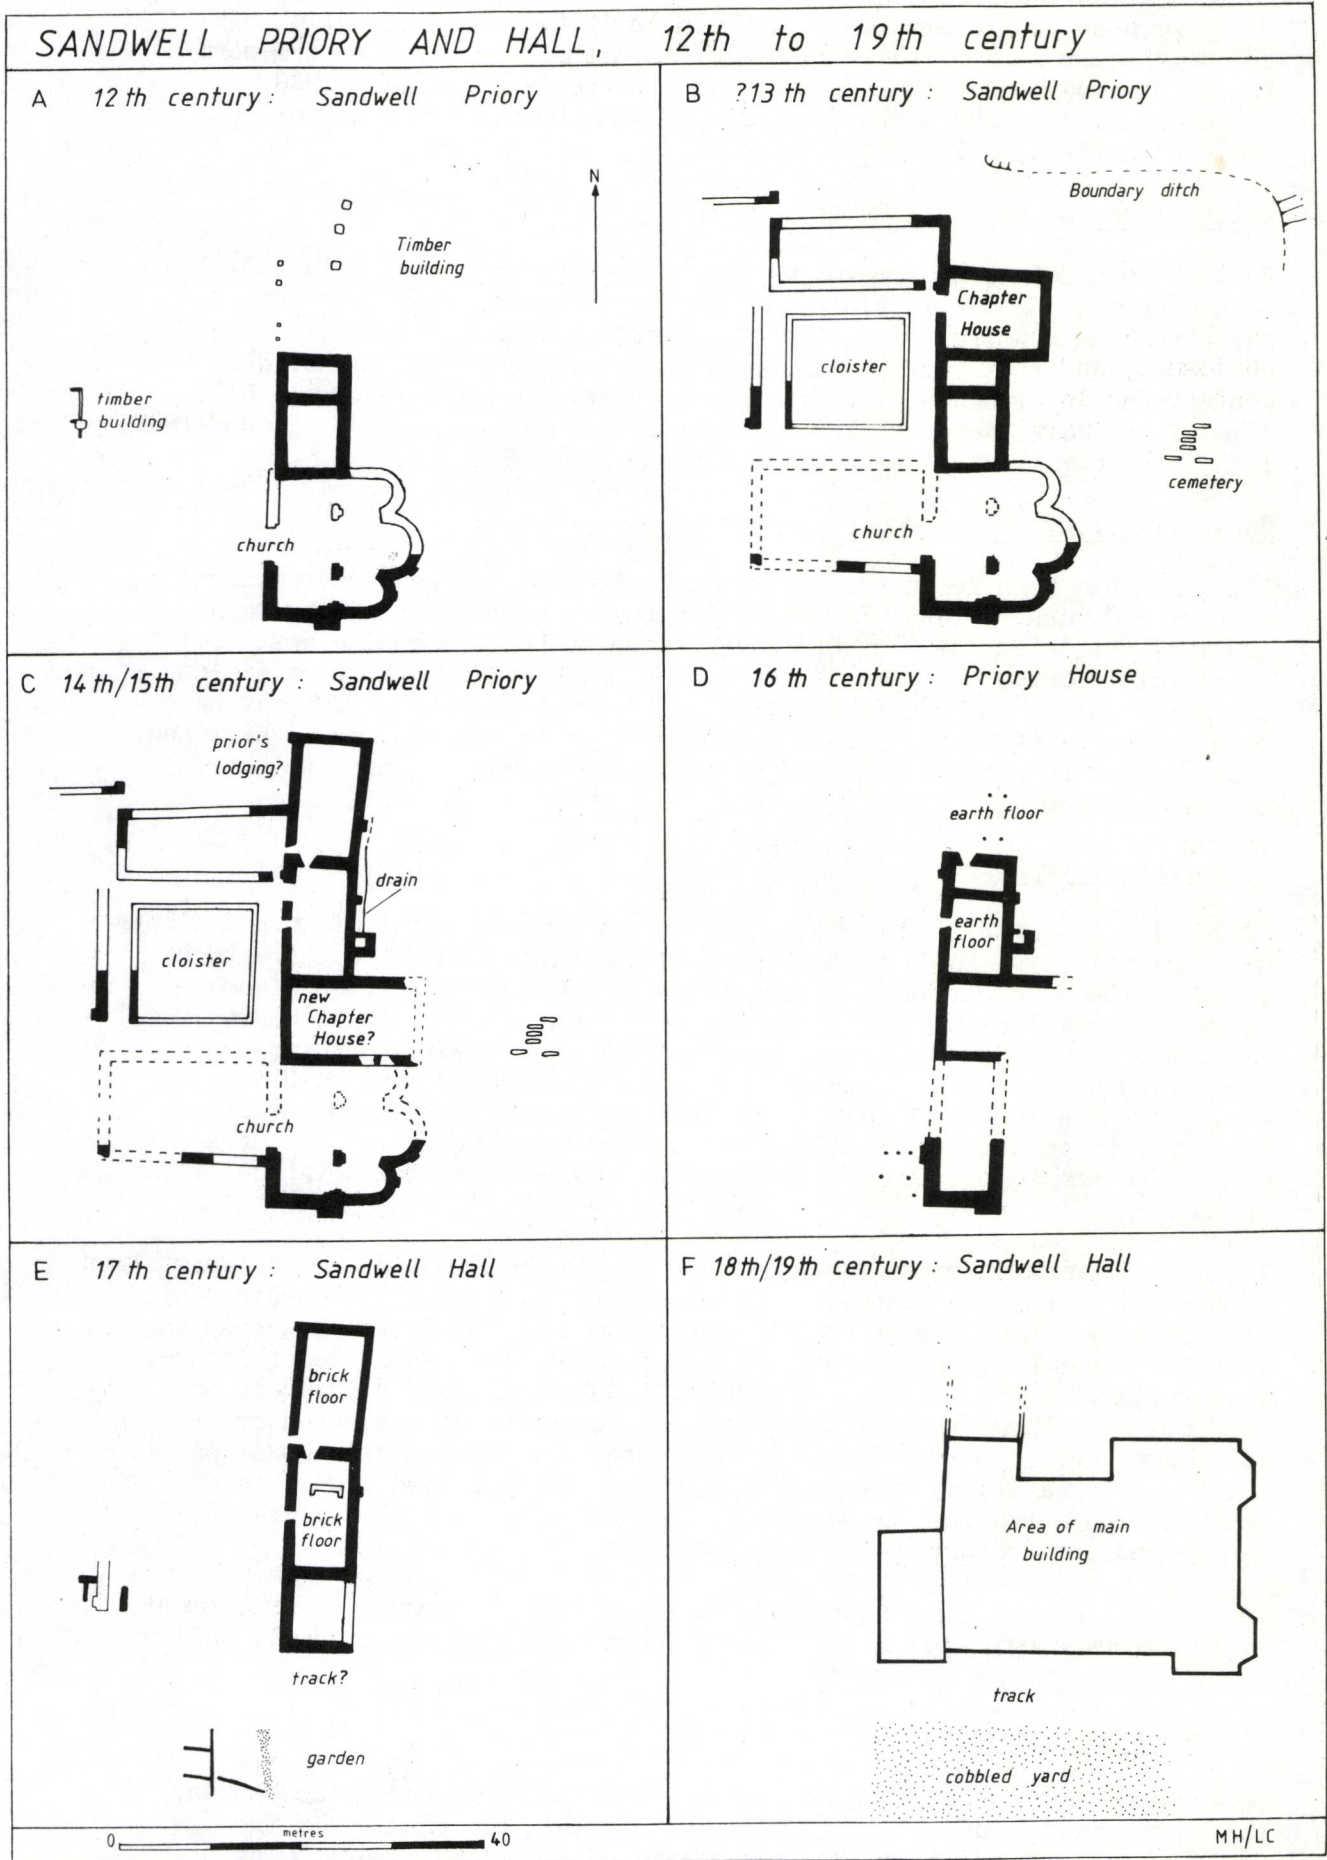 SANDWELL PRIORY AND HALL, 12th to 19th century
A 12th century: Sandwell Priory
N
Timber
building
timber
building
church
B ?13th century: Sandwell Priory
Boundary ditch
Chapter
House
cloister
cemetery
church
C 14th/15th century: Sandwell Priory
prior's
lodging?
drain
cloister
new
Chapter
House?
church
D 16th century: Priory House
earth floor
earth
floor
E 17th century: Sandwell Hall
brick
floor
brick
floor
track?
garden
F 18th/19th century: Sandwell Hall
Area of main
building
track
cobbled yard
0 metres 40
MH/LC